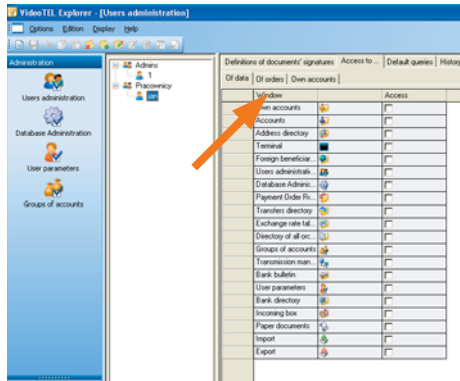 VideoTEL Explorer - [Users administration]
Options Edition Display Help
Administration
Users administration
Database Administration
User parameters
Groups of accounts
Admins
1
Pracownicy
jan
Definitions of documents' signatures Access to ... Default queries History
Of data Of orders Own accounts
Window Access
Own accounts
Accounts
Address directory
Terminal
Foreign beneficiar...
Users administrati...
Database Adminis...
Payment Order Re...
Transfers directory
Exchange rate tal...
Directory of all orc...
Groups of accounts
Transmission man...
Bank bulletin
User parameters
Bank directory
Incoming box
Paper documents
Import
Export